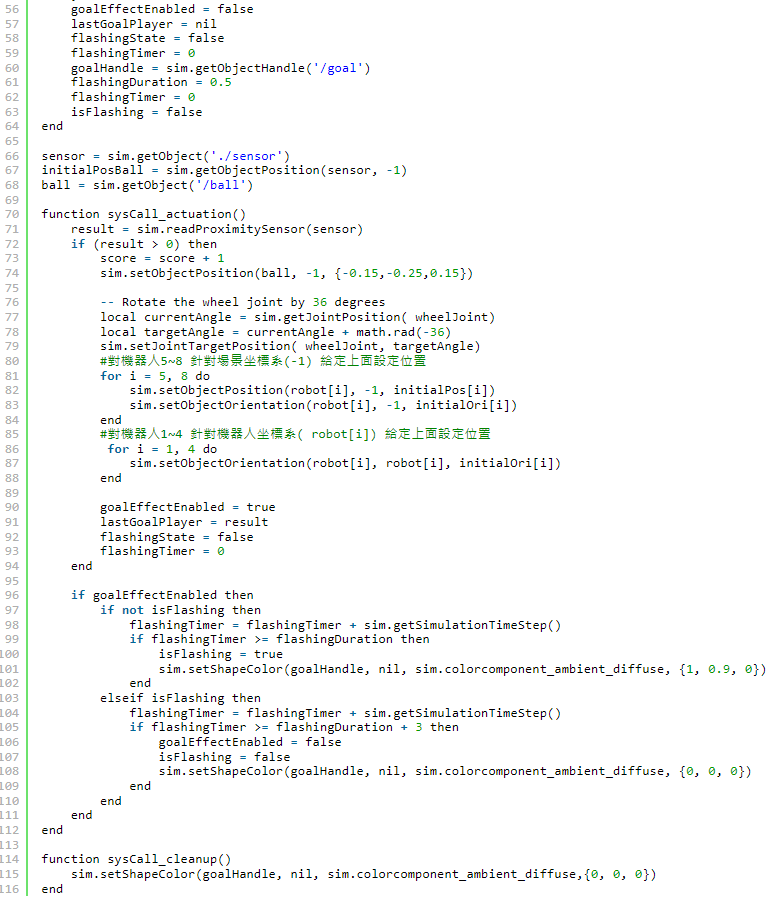 56 goalEffectEnabled = false
57 lastGoalPlayer = nil
58 flashingState = false
59 flashingTimer = 0
60 goalHandle = sim.getObjectHandle('/goal')
61 flashingDuration = 0.5
62 flashingTimer = 0
63 isFlashing = false
64 end
65
66 sensor = sim.getObject('./sensor')
67 initialPosBall = sim.getObjectPosition(sensor, -1)
68 ball = sim.getObject('/ball')
69
70 function sysCall_actuation()
71 result = sim.readProximitySensor(sensor)
72 if (result > 0) then
73 score = score + 1
74 sim.setObjectPosition(ball, -1, {-0.15,-0.25,0.15})
75
76 -- Rotate the wheel joint by 36 degrees
77 local currentAngle = sim.getJointPosition( wheelJoint)
78 local targetAngle = currentAngle + math.rad(-36)
79 sim.setJointTargetPosition( wheelJoint, targetAngle)
80 #對機器人5~8 針對場景坐標系(-1) 給定上面設定位置
81 for i = 5, 8 do
82 sim.setObjectPosition(robot[i], -1, initialPos[i])
83 sim.setObjectOrientation(robot[i], -1, initialOri[i])
84 end
85 #對機器人1~4 針對機器人坐標系( robot[i]) 給定上面設定位置
86 for i = 1, 4 do
87 sim.setObjectOrientation(robot[i], robot[i], initialOri[i])
88 end
89
90 goalEffectEnabled = true
91 lastGoalPlayer = result
92 flashingState = false
93 flashingTimer = 0
94 end
95
96 if goalEffectEnabled then
97 if not isFlashing then
98 flashingTimer = flashingTimer + sim.getSimulationTimeStep()
99 if flashingTimer >= flashingDuration then
100 isFlashing = true
101 sim.setShapeColor(goalHandle, nil, sim.colorcomponent_ambient_diffuse, {1, 0.9, 0})
102 end
103 elseif isFlashing then
104 flashingTimer = flashingTimer + sim.getSimulationTimeStep()
105 if flashingTimer >= flashingDuration + 3 then
106 goalEffectEnabled = false
107 isFlashing = false
108 sim.setShapeColor(goalHandle, nil, sim.colorcomponent_ambient_diffuse, {0, 0, 0})
109 end
110 end
111 end
112 end
113
114 function sysCall_cleanup()
115 sim.setShapeColor(goalHandle, nil, sim.colorcomponent_ambient_diffuse,{0, 0, 0})
116 end